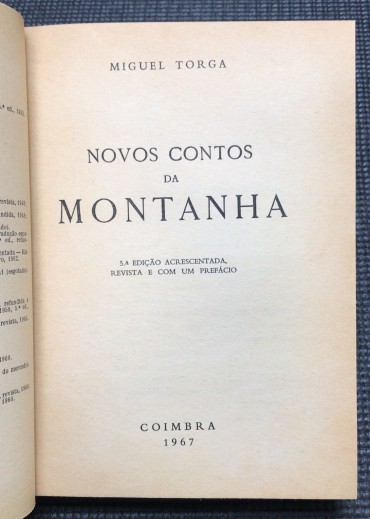 MIGUEL TORGA
NOVOS CONTOS
DA
MONTANHA
5.ª EDIÇÃO ACRESCENTADA,
REVISTA E COM UM PREFÁCIO
COIMBRA
1967